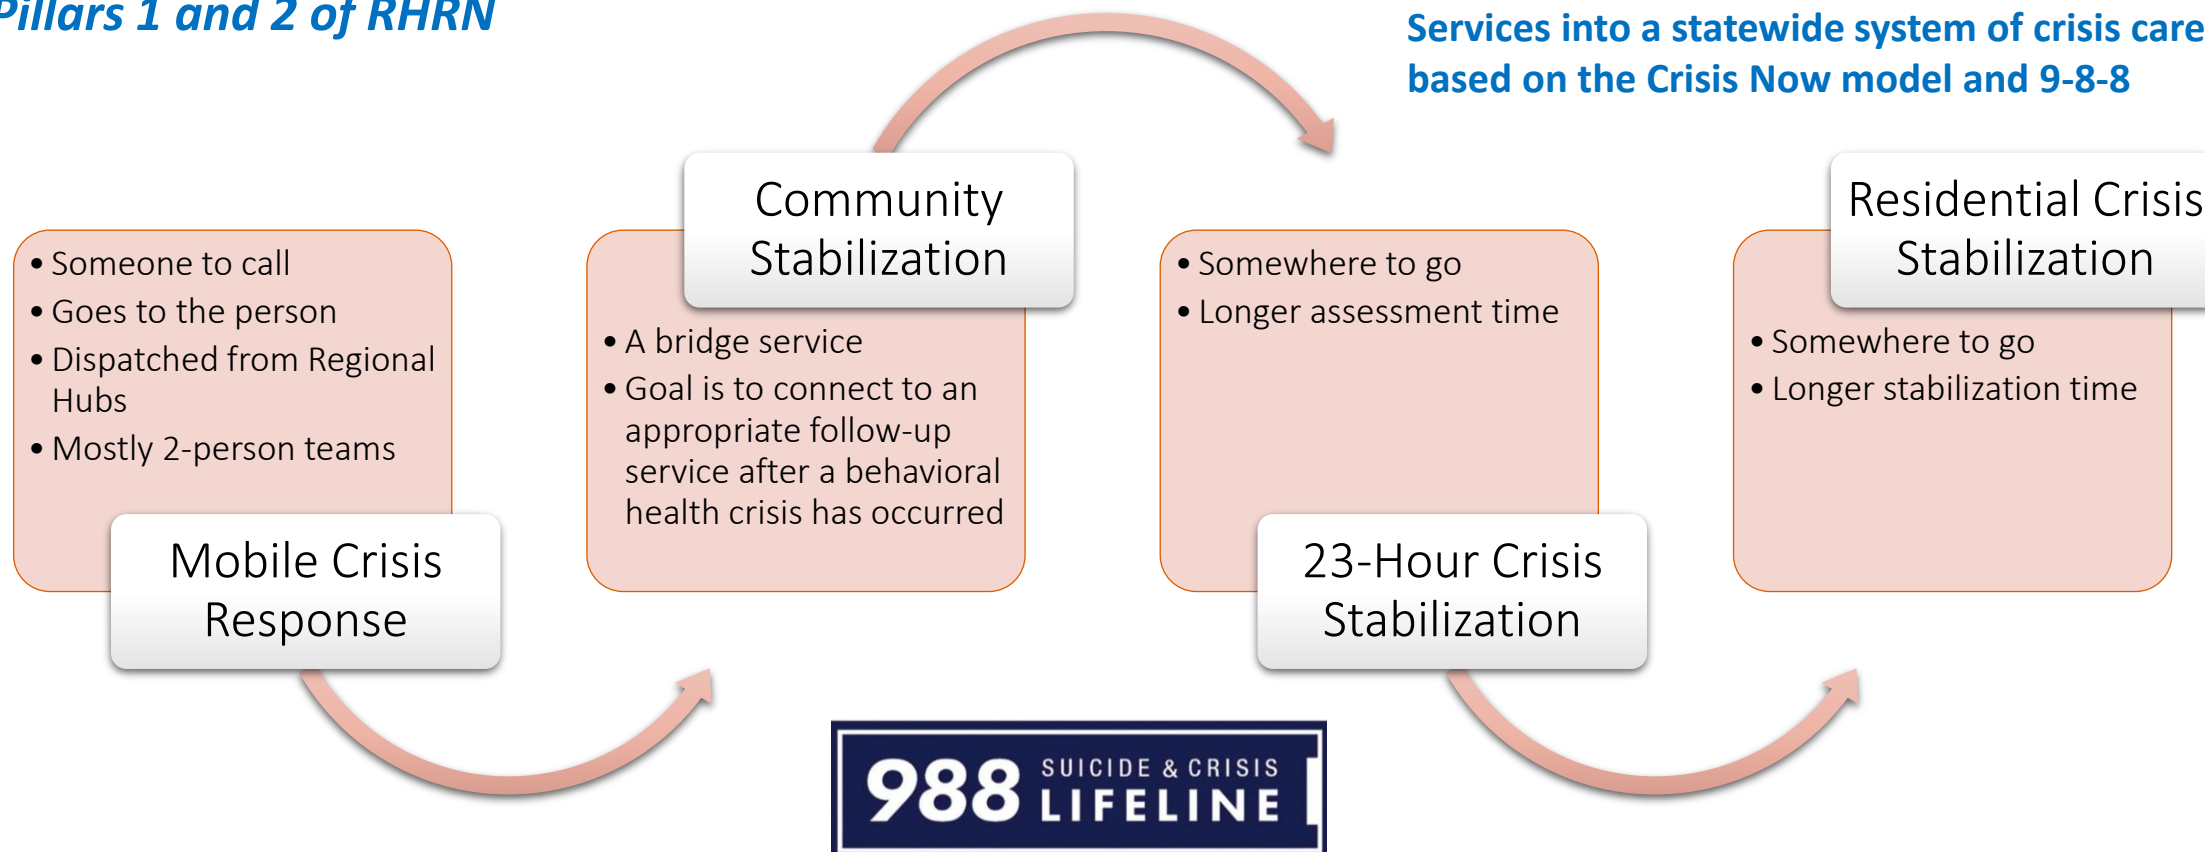 Pillars 1 and 2 of RHRN
Services into a statewide system of crisis care
based on the Crisis Now model and 9-8-8
• Someone to call
• Goes to the person
• Dispatched from Regional
Hubs
• Mostly 2-person teams
Mobile Crisis
Response
Community
Stabilization
• A bridge service
• Goal is to connect to an
appropriate follow-up
service after a behavioral
health crisis has occurred
• Somewhere to go
• Longer assessment time
23-Hour Crisis
Stabilization
Residential Crisis
Stabilization
• Somewhere to go
• Longer stabilization time
988 SUICIDE & CRISIS
LIFELINE